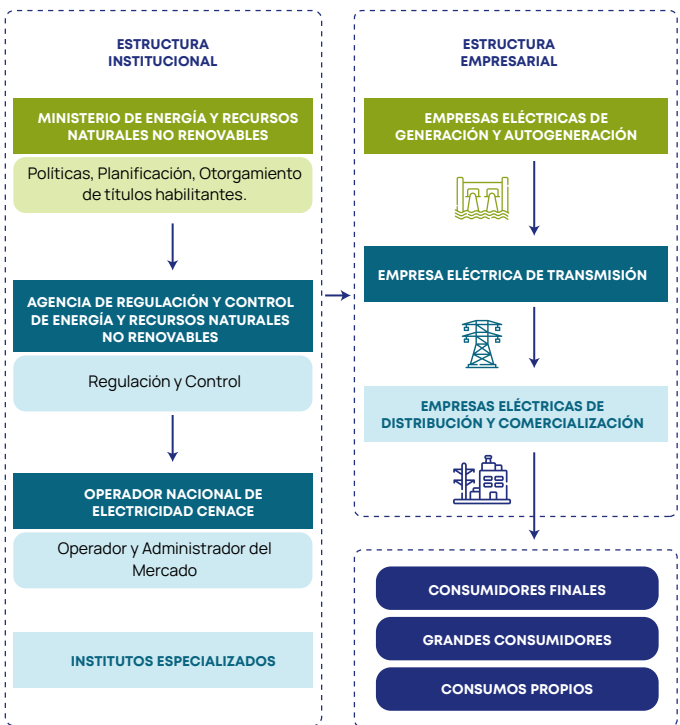 ESTRUCTURA
INSTITUCIONAL
MINISTERIO DE ENERGÍA Y RECURSOS
NATURALES NO RENOVABLES
Políticas, Planificación, Otorgamiento
de títulos habilitantes.
AGENCIA DE REGULACIÓN Y CONTROL
DE ENERGÍA Y RECURSOS NATURALES
NO RENOVABLES
Regulación y Control
OPERADOR NACIONAL DE
ELECTRICIDAD CENACE
Operador y Administrador del
Mercado
INSTITUTOS ESPECIALIZADOS
ESTRUCTURA
EMPRESARIAL
EMPRESAS ELÉCTRICAS DE
GENERACIÓN Y AUTOGENERACIÓN
EMPRESA ELÉCTRICA DE TRANSMISIÓN
EMPRESAS ELÉCTRICAS DE
DISTRIBUCIÓN Y COMERCIALIZACIÓN
CONSUMIDORES FINALES
GRANDES CONSUMIDORES
CONSUMOS PROPIOS